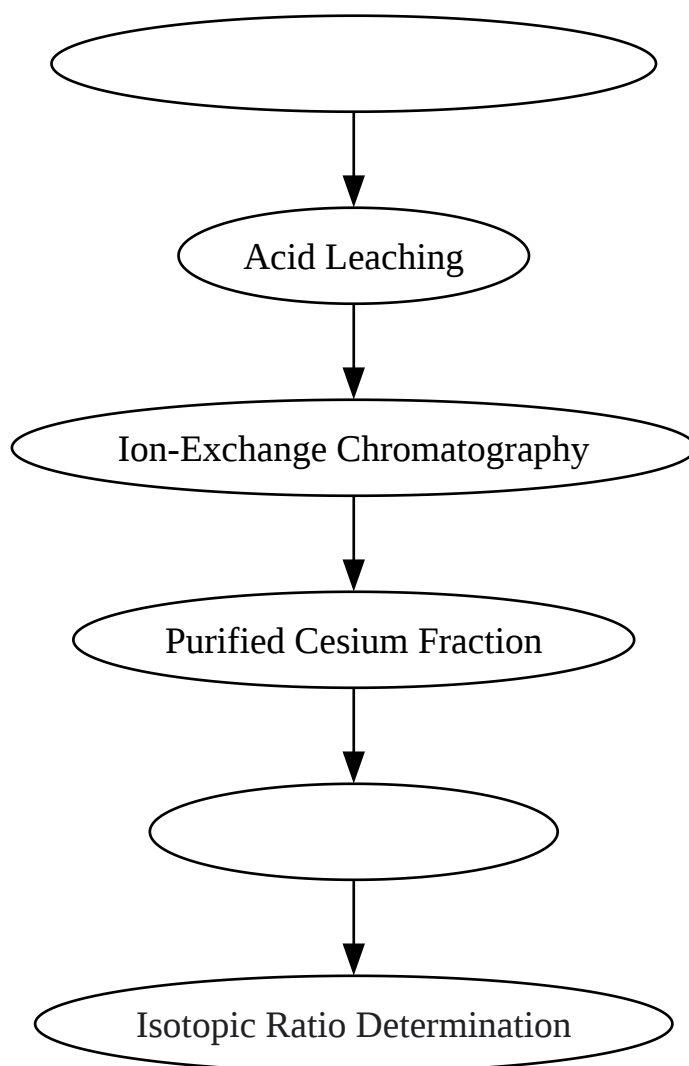 Acid Leaching
Ion-Exchange Chromatography
Purified Cesium Fraction
Isotopic Ratio Determination